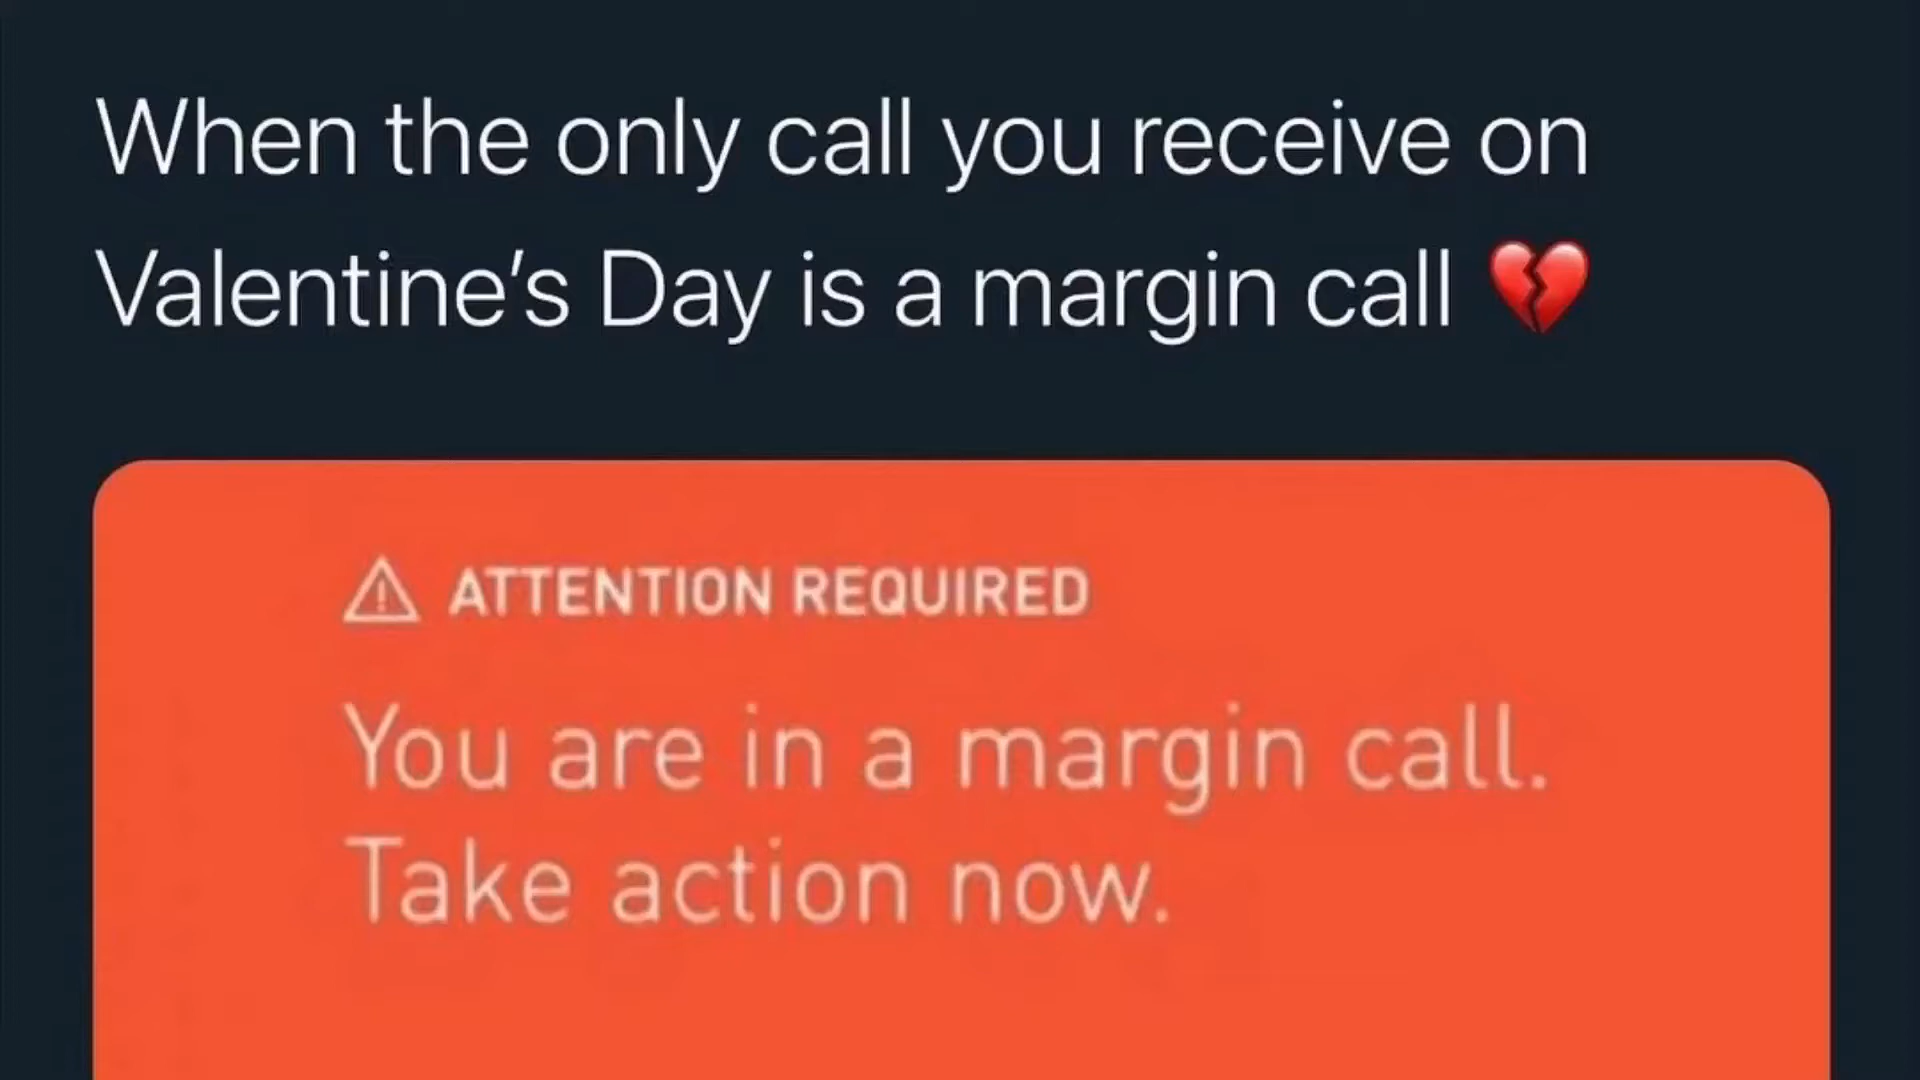 When the only call you receive on
Valentine’s Day is a margin call 💔
⚠ ATTENTION REQUIRED
You are in a margin call.
Take action now.